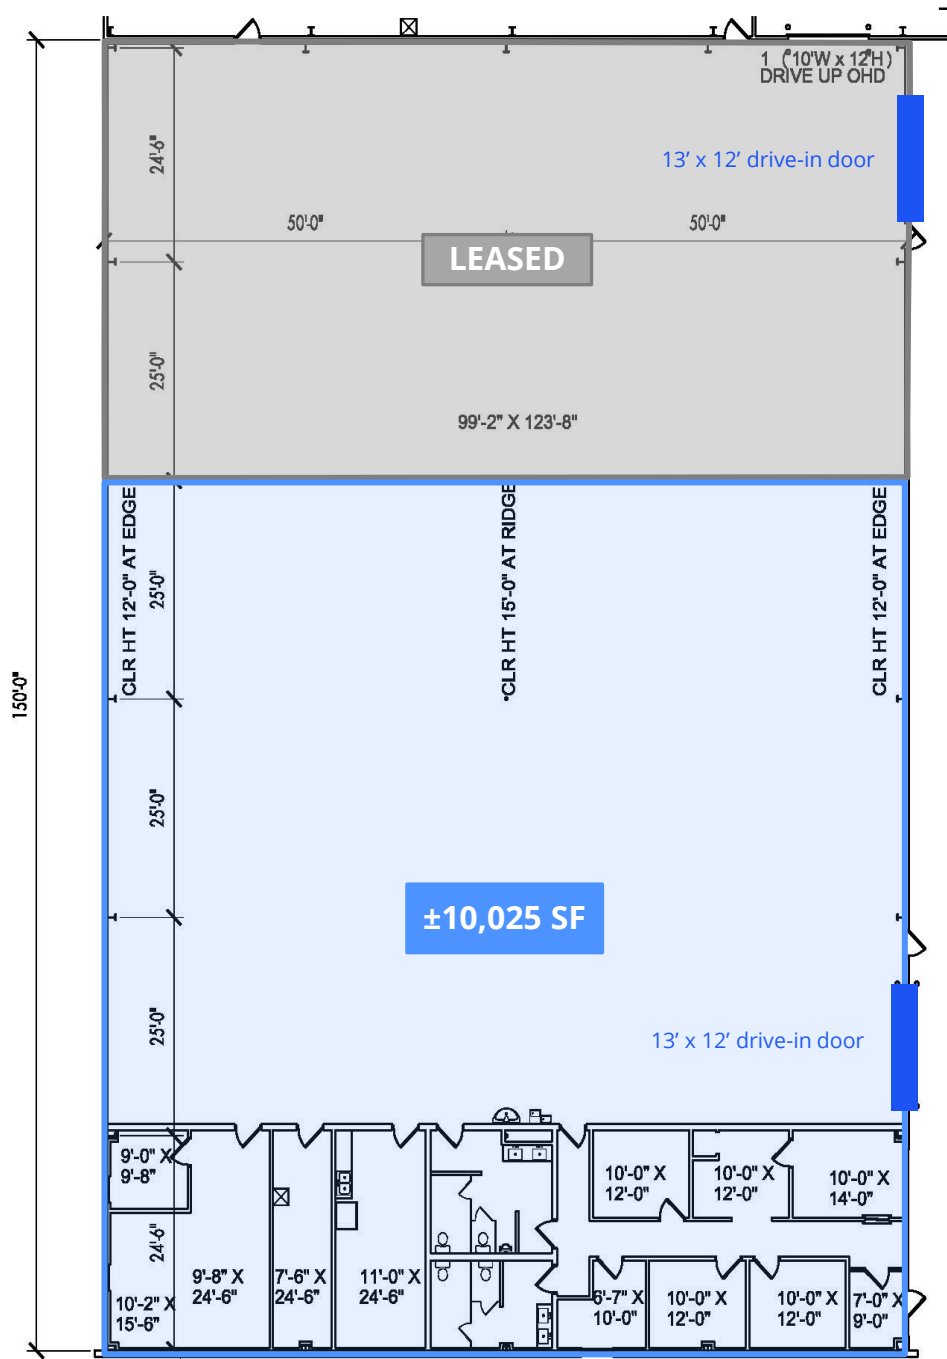 1 (10'W x 12'H)
DRIVE UP OHD
13’ x 12’ drive-in door
24'-6"
50'-0"
50'-0"
LEASED
25'-0"
99'-2" X 123'-8"
CLR HT 12'-0" AT EDGE
25'-0"
CLR HT 15'-0" AT RIDGE
CLR HT 12'-0" AT EDGE
150'-0"
25'-0"
±10,025 SF
25'-0"
13’ x 12’ drive-in door
9'-0" X
9'-8"
10'-0" X
12'-0"
10'-0" X
12'-0"
10'-0" X
14'-0"
24'-6"
10'-2" X
15'-6"
9'-8" X
24'-6"
7'-6" X
24'-6"
11'-0" X
24'-6"
6'-7" X
10'-0"
10'-0" X
12'-0"
10'-0" X
12'-0"
7'-0" X
9'-0"